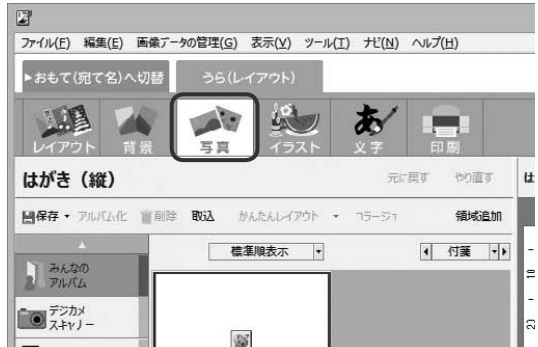 ファイル(F) 編集(E) 画像データの管理(G) 表示(V) ツール(T) ナビ(N) ヘルプ(H)
▶おもて(宛て名)へ切替 うら(レイアウト)
レイアウト 背景 写真 イラスト 文字 印刷
はがき（縦） 元に戻す やり直す は
保存 アルバム化 削除 取込 かんたんレイアウト コラージュ 領域追加
標準順表示 付箋
みんなの
アルバム
デジカメ
スキャナー
10
20